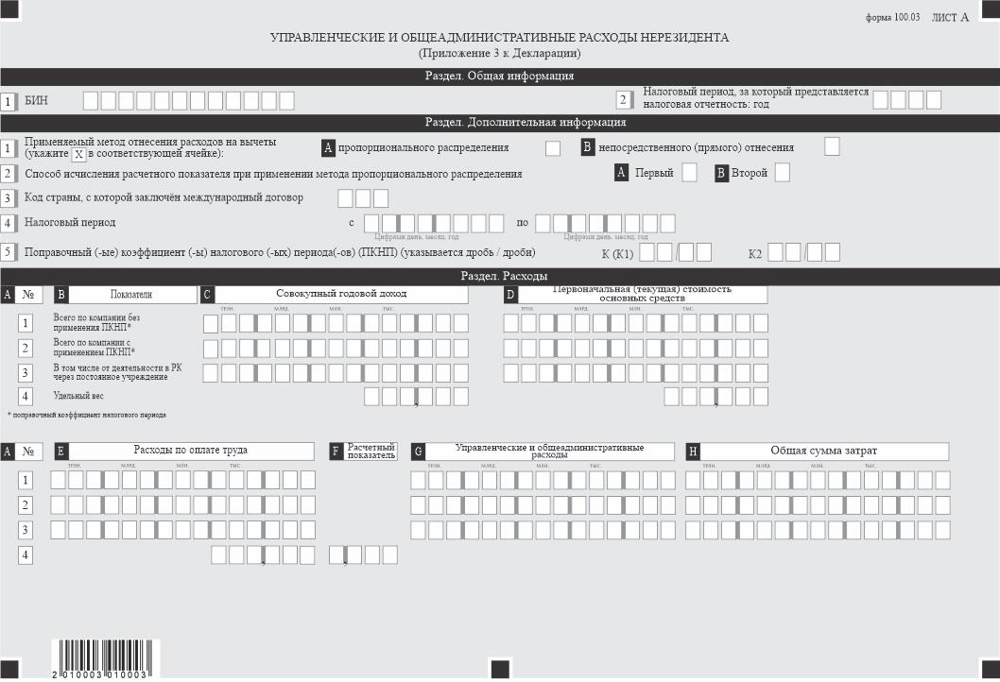 форма 100.03 ЛИСТ А
УПРАВЛЕНЧЕСКИЕ И ОБЩЕАДМИНИСТРАТИВНЫЕ РАСХОДЫ НЕРЕЗИДЕНТА
(Приложение 3 к Декларации)
Раздел. Общая информация
1 БИН
2 Налоговый период, за который представляется
налоговая отчетность: год
Раздел. Дополнительная информация
1 Применяемый метод отнесения расходов на вычеты
(укажите X в соответствующей ячейке):
A пропорционального распределения B непосредственного (прямого) отнесения
2 Способ исчисления расчетного показателя при применении метода пропорционального распределения A Первый B Второй
3 Код страны, с которой заключён международный договор
4 Налоговый период с по
Цифрами день, месяц, год Цифрами день, месяц, год
5 Поправочный (-ые) коэффициент (-ы) налогового (-ых) периода(-ов) (ПКНП) (указывается дробь / дроби) К (К1) / К2 /
Раздел. Расходы
A № B Показатели C Совокупный годовой доход D Первоначальная (текущая) стоимость
основных средств
ТРЛН. МЛРД. МЛН. ТЫС. ТРЛН. МЛРД. МЛН. ТЫС.
1 Всего по компании без
применения ПКНП*
2 Всего по компании с
применением ПКНП*
3 В том числе от деятельности в РК
через постоянное учреждение
4 Удельный вес , ,
* поправочный коэффициент налогового периода
A № E Расходы по оплате труда F Расчетный
показатель
G Управленческие и общеадминистративные
расходы
H Общая сумма затрат
ТРЛН. МЛРД. МЛН. ТЫС. ТРЛН. МЛРД. МЛН. ТЫС. ТРЛН. МЛРД. МЛН. ТЫС.
1
2
3
4 , ,
2 010003 010003